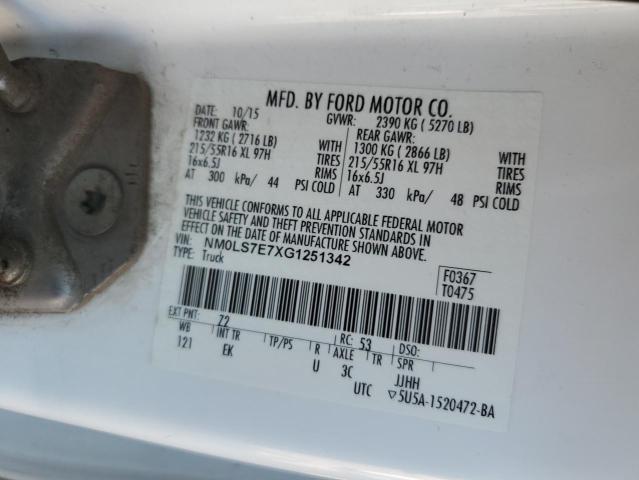 MFD. BY FORD MOTOR CO.
DATE: 10/15 GVWR: 2390 KG ( 5270 LB)
FRONT GAWR: REAR GAWR:
1232 KG ( 2716 LB) WITH 1300 KG ( 2866 LB) WITH
215/55R16 XL 97H TIRES 215/55R16 XL 97H TIRES
16x6.5J RIMS 16x6.5J RIMS
AT 300 kPa/ 44 PSI COLD AT 330 kPa/ 48 PSI COLD
THIS VEHICLE CONFORMS TO ALL APPLICABLE FEDERAL MOTOR
VEHICLE SAFETY AND THEFT PREVENTION STANDARDS IN
EFFECT ON THE DATE OF MANUFACTURE SHOWN ABOVE.
VIN: NM0LS7E7XG1251342
TYPE: Truck
F0367
T0475
EXT PNT: Z2 RC: 53 DSO:
WB INT TR TP/PS R AXLE TR SPR
121 EK U 3C JJHH
UTC ▽5U5A-1520472-BA